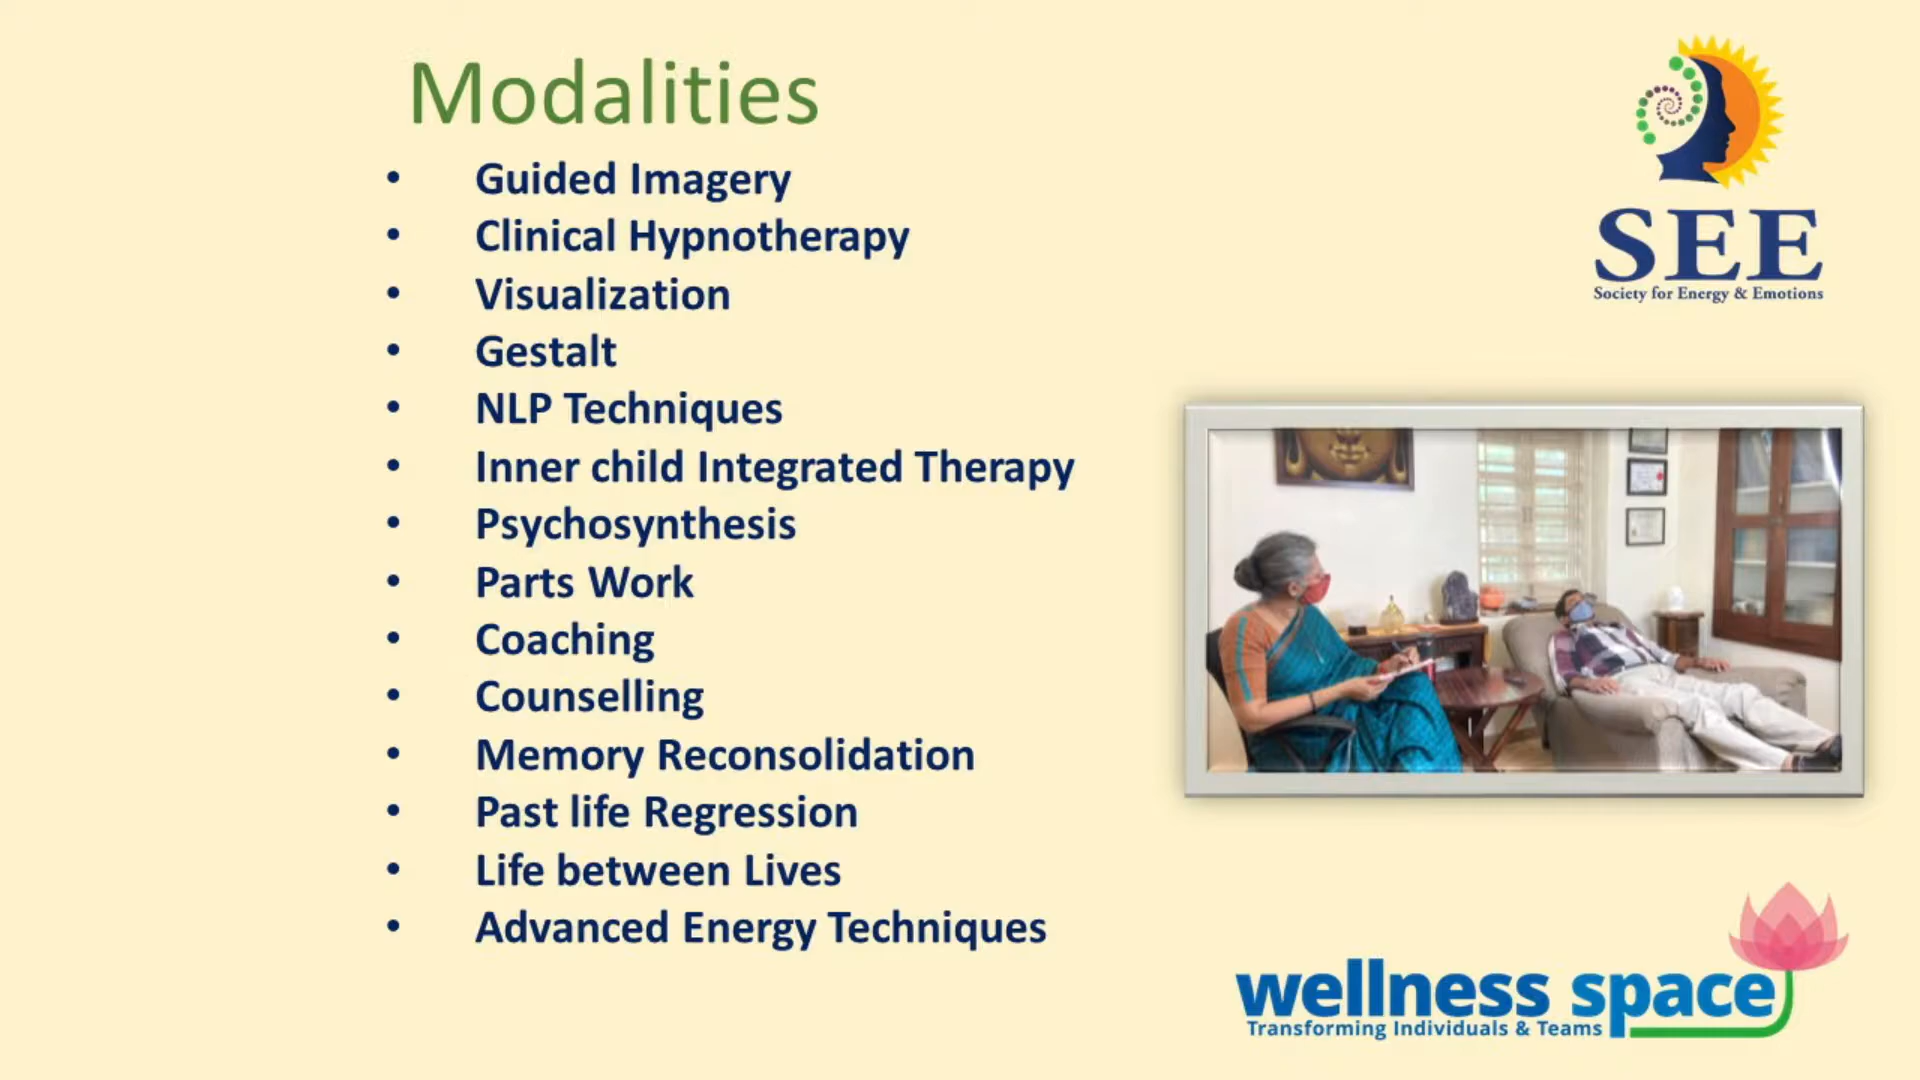 Modalities
• Guided Imagery
• Clinical Hypnotherapy
• Visualization
• Gestalt
• NLP Techniques
• Inner child Integrated Therapy
• Psychosynthesis
• Parts Work
• Coaching
• Counselling
• Memory Reconsolidation
• Past life Regression
• Life between Lives
• Advanced Energy Techniques
SEE
Society for Energy & Emotions
wellness space
Transforming Individuals & Teams